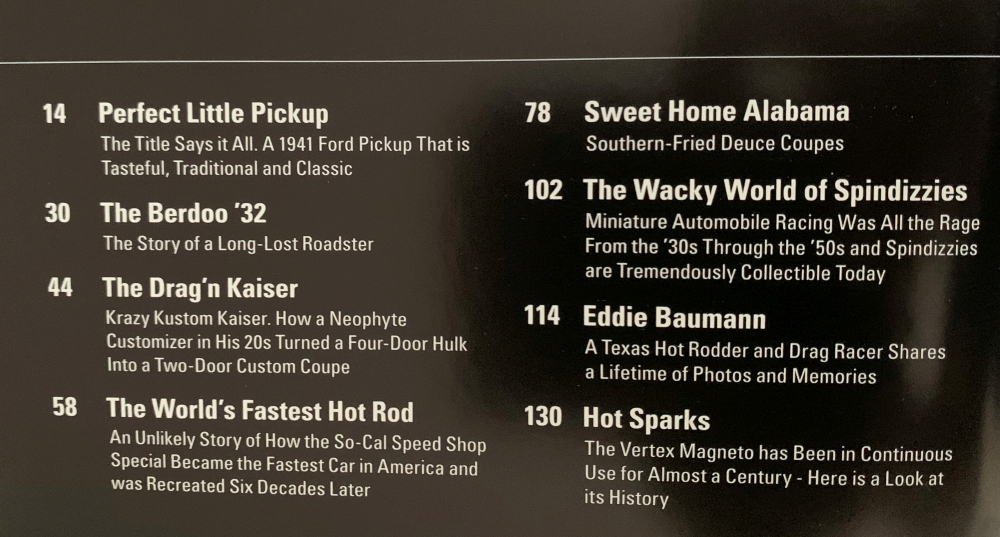 14 Perfect Little Pickup
The Title Says it All. A 1941 Ford Pickup That is
Tasteful, Traditional and Classic
30 The Berdoo '32
The Story of a Long-Lost Roadster
44 The Drag'n Kaiser
Krazy Kustom Kaiser. How a Neophyte
Customizer in His 20s Turned a Four-Door Hulk
Into a Two-Door Custom Coupe
58 The World's Fastest Hot Rod
An Unlikely Story of How the So-Cal Speed Shop
Special Became the Fastest Car in America and
was Recreated Six Decades Later
78 Sweet Home Alabama
Southern-Fried Deuce Coupes
102 The Wacky World of Spindizzies
Miniature Automobile Racing Was All the Rage
From the '30s Through the '50s and Spindizzies
are Tremendously Collectible Today
114 Eddie Baumann
A Texas Hot Rodder and Drag Racer Shares
a Lifetime of Photos and Memories
130 Hot Sparks
The Vertex Magneto has Been in Continuous
Use for Almost a Century - Here is a Look at
its History